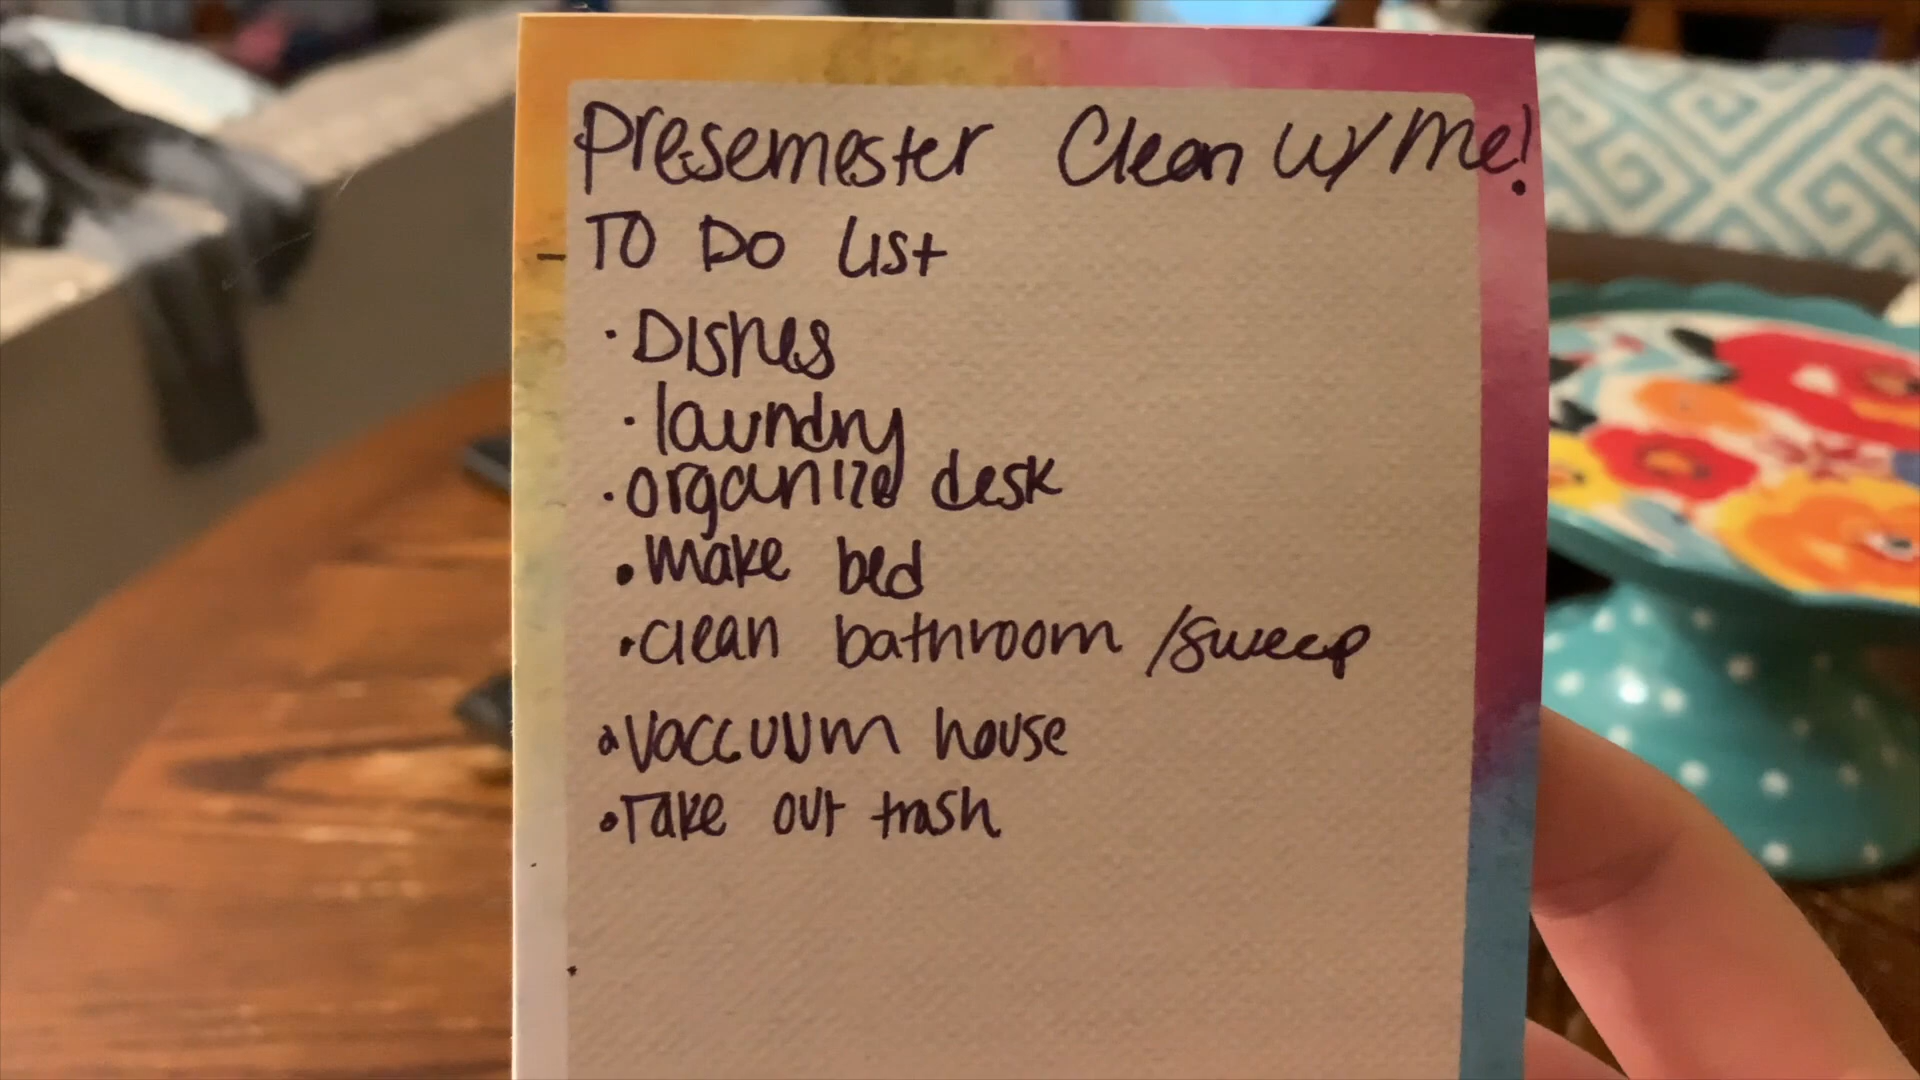 Presemester Clean w/ me!
- TO DO List
· Dishes
· laundry
· organize desk
• make bed
• clean bathroom /sweep
• Vaccuum house
• Take out trash